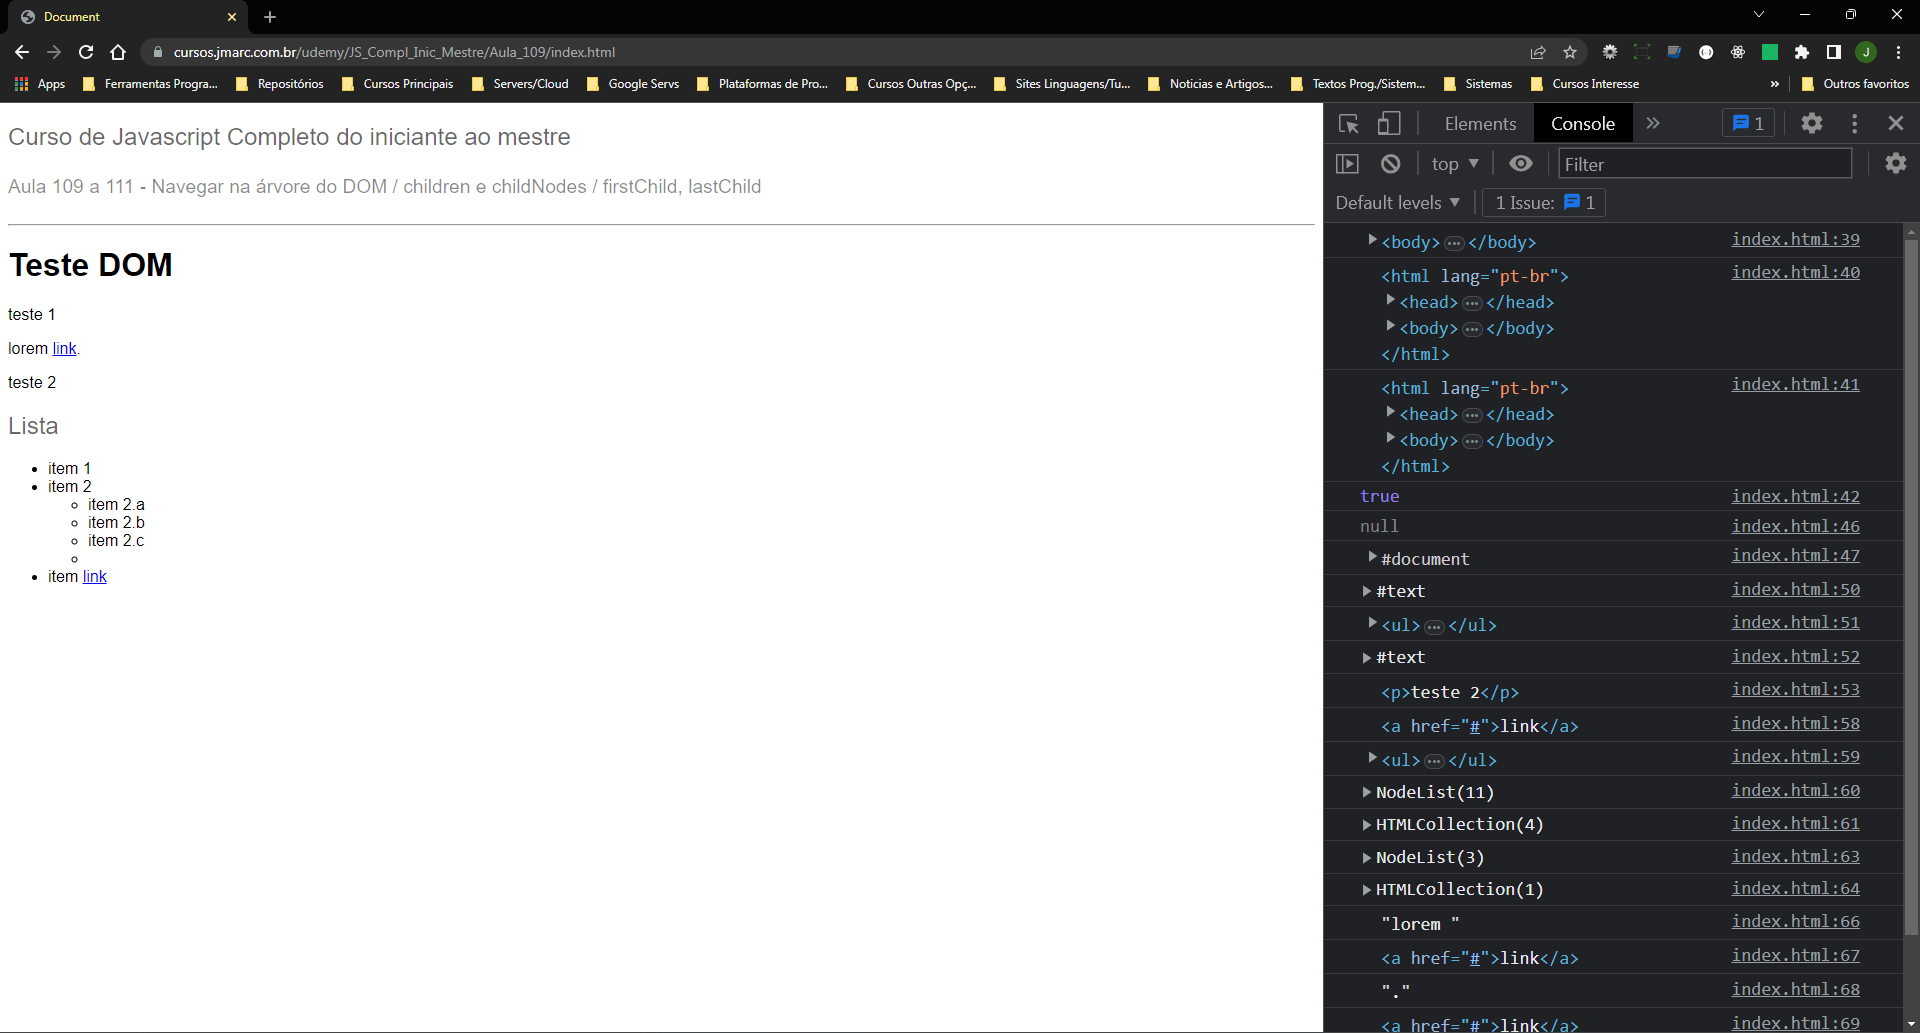 Document
cursos.jmarc.com.br/udemy/JS_Compl_Inic_Mestre/Aula_109/index.html
J
Apps Ferramentas Progra... Repositórios Cursos Principais Servers/Cloud Google Servs Plataformas de Pro... Cursos Outras Opç... Sites Linguagens/Tu... Noticias e Artigos... Textos Prog./Sistem... Sistemas Cursos Interesse » Outros favoritos
Curso de Javascript Completo do iniciante ao mestre
Aula 109 a 111 - Navegar na árvore do DOM / children e childNodes / firstChild, lastChild
Teste DOM
teste 1
lorem link.
teste 2
Lista
item 1
item 2
item 2.a
item 2.b
item 2.c
item link
Elements Console » 1
top Filter
Default levels 1 Issue: 1
<body>…</body> index.html:39
<html lang="pt-br"> index.html:40
<head>…</head>
<body>…</body>
</html>
<html lang="pt-br"> index.html:41
<head>…</head>
<body>…</body>
</html>
true index.html:42
null index.html:46
#document index.html:47
#text index.html:50
<ul>…</ul> index.html:51
#text index.html:52
<p>teste 2</p> index.html:53
<a href="#">link</a> index.html:58
<ul>…</ul> index.html:59
NodeList(11) index.html:60
HTMLCollection(4) index.html:61
NodeList(3) index.html:63
HTMLCollection(1) index.html:64
"lorem " index.html:66
<a href="#">link</a> index.html:67
"." index.html:68
<a href="#">link</a> index.html:69